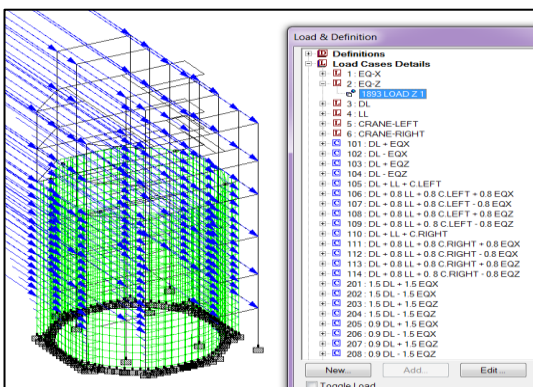 Load & Definition
Definitions
Load Cases Details
1 : EQ-X
2 : EQ-Z
1893 LOAD Z 1
3 : DL
4 : LL
5 : CRANE-LEFT
6 : CRANE-RIGHT
101 : DL + EQX
102 : DL - EQX
103 : DL + EQZ
104 : DL - EQZ
105 : DL + LL + C.LEFT
106 : DL + 0.8 LL + 0.8 C.LEFT + 0.8 EQX
107 : DL + 0.8 LL + 0.8 C.LEFT - 0.8 EQX
108 : DL + 0.8 LL + 0.8 C.LEFT + 0.8 EQZ
109 : DL + 0.8 LL + 0. 8 C.LEFT - 0.8 EQZ
110 : DL + LL + C.RIGHT
111 : DL + 0.8 LL + 0.8 C.RIGHT + 0.8 EQX
112 : DL + 0.8 LL + 0.8 C.RIGHT - 0.8 EQX
113 : DL + 0.8 LL + 0.8 C.RIGHT + 0.8 EQZ
114 : DL + 0.8 LL + 0.8 C.RIGHT - 0.8 EQZ
201 : 1.5 DL + 1.5 EQX
202 : 1.5 DL - 1.5 EQX
203 : 1.5 DL + 1.5 EQZ
204 : 1.5 DL - 1.5 EQZ
205 : 0.9 DL + 1.5 EQX
206 : 0.9 DL - 1.5 EQX
207 : 0.9 DL + 1.5 EQZ
208 : 0.9 DL - 1.5 EQZ
New... Add... Edit...
Toggle Load